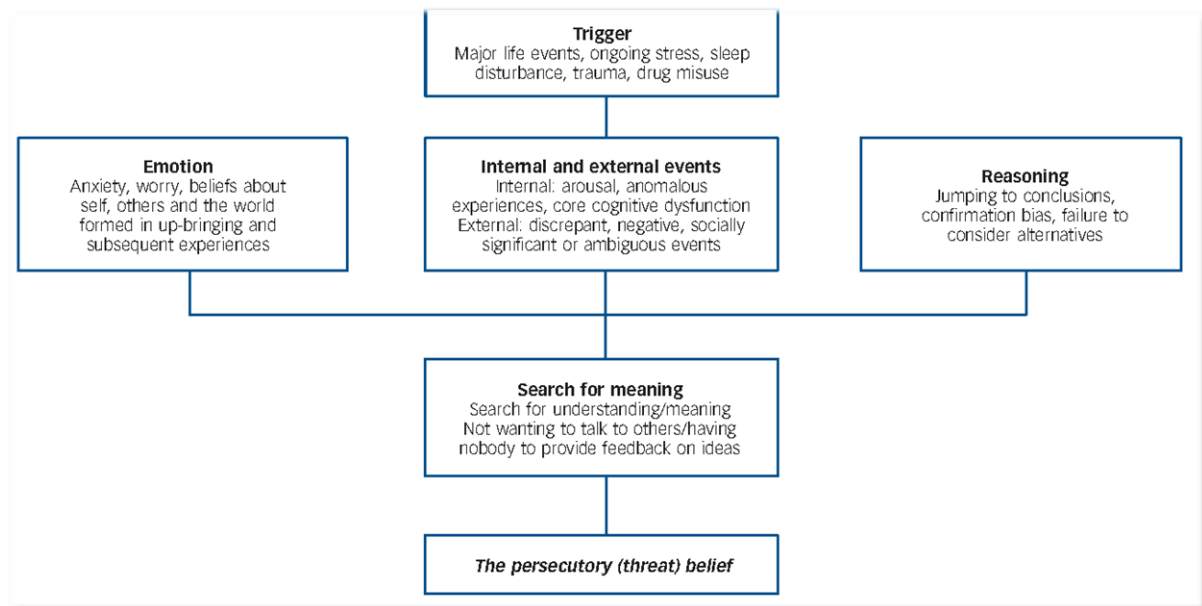 Trigger
Major life events, ongoing stress, sleep
disturbance, trauma, drug misuse
Emotion
Anxiety, worry, beliefs about
self, others and the world
formed in up-bringing and
subsequent experiences
Internal and external events
Internal: arousal, anomalous
experiences, core cognitive dysfunction
External: discrepant, negative, socially
significant or ambiguous events
Reasoning
Jumping to conclusions,
confirmation bias, failure to
consider alternatives
Search for meaning
Search for understanding/meaning
Not wanting to talk to others/having
nobody to provide feedback on ideas
The persecutory (threat) belief